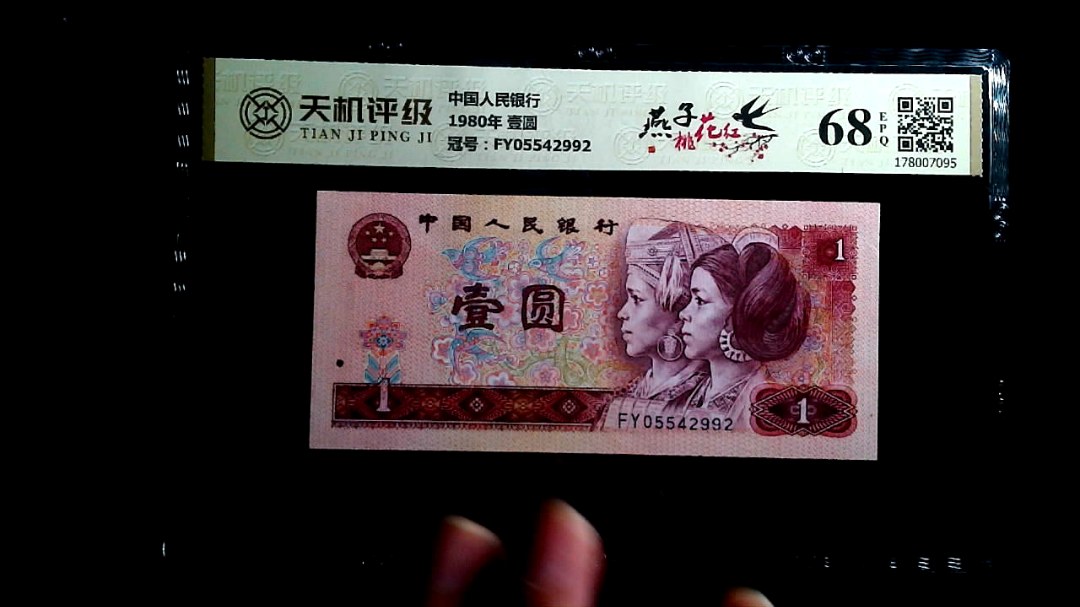 天机评级
TIAN JI PING JI
中国人民银行
1980年 壹圆
冠号：FY05542992
燕子
桃花红
68
EPQ
178007095
中国人民银行
1
壹圆
1
FY05542992
1